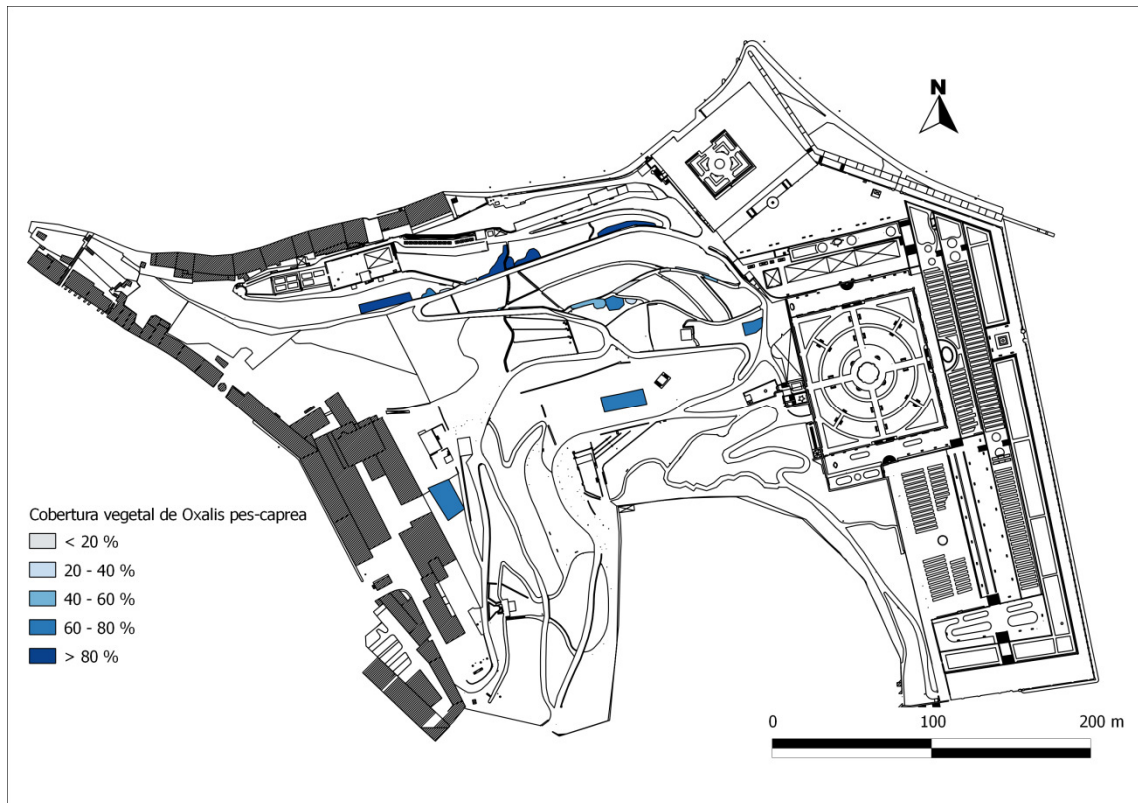 N
Cobertura vegetal de Oxalis pes-caprea
< 20 %
20 - 40 %
40 - 60 %
60 - 80 %
> 80 %
0 100 200 m